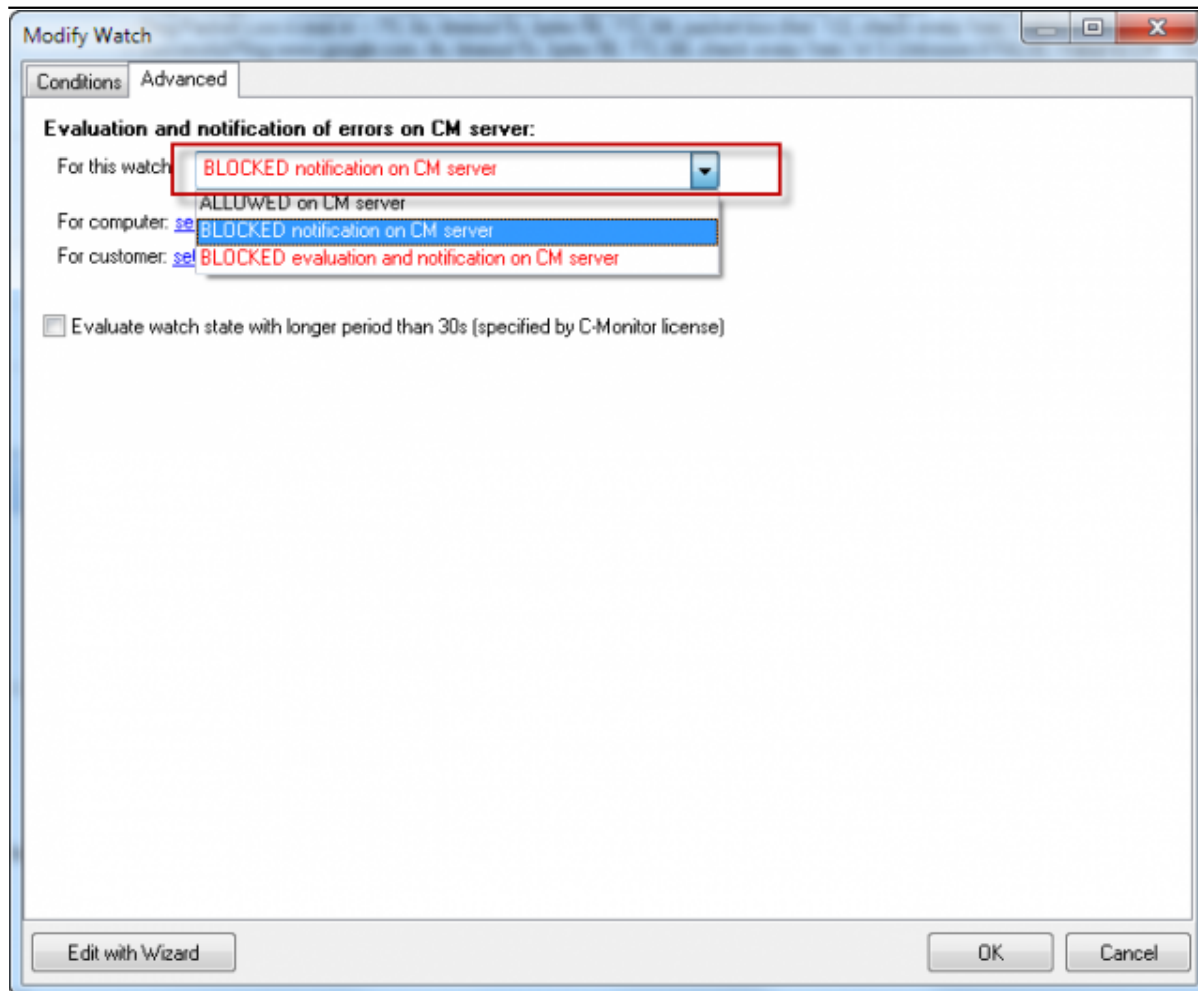 Modify Watch
Conditions Advanced
Evaluation and notification of errors on CM server:
For this watch BLOCKED notification on CM server
ALLOWED on CM server
For computer: se BLOCKED notification on CM server
For customer: sel BLOCKED evaluation and notification on CM server
Evaluate watch state with longer period than 30s (specified by C-Monitor license)
Edit with Wizard OK Cancel